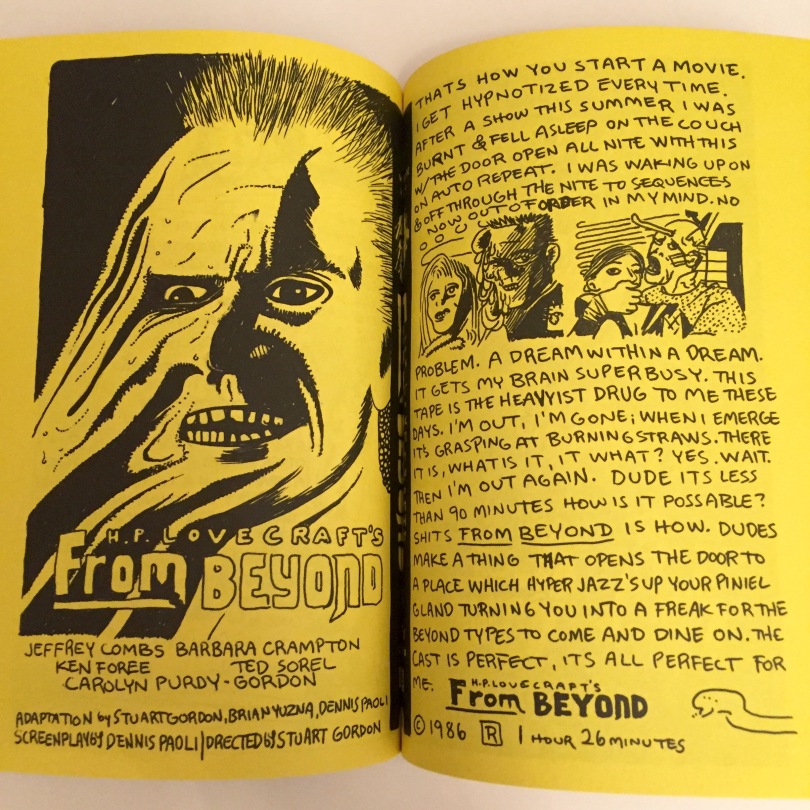 H.P. LOVECRAFT'S
From BEYOND
JEFFREY COMBS BARBARA CRAMPTON
KEN FOREE TED SOREL
CAROLYN PURDY-GORDON
ADAPTATION by STUART GORDON, BRIAN YUZNA, DENNIS PAOLI
SCREENPLAY by DENNIS PAOLI / DIRECTED by STUART GORDON
THATS HOW YOU START A MOVIE.
I GET HYPNOTIZED EVERY TIME.
AFTER A SHOW THIS SUMMER I WAS
BURNT & FELL ASLEEP ON THE COUCH
W/ THE DOOR OPEN ALL NITE WITH THIS
ON AUTO REPEAT. I WAS WAKING UP ON
& OFF THROUGH THE NITE TO SEQUENCES
NOW OUT OF ORDER IN MY MIND. NO
PROBLEM. A DREAM WITHIN A DREAM.
IT GETS MY BRAIN SUPER BUSY. THIS
TAPE IS THE HEAVYIST DRUG TO ME THESE
DAYS. I'M OUT, I'M GONE; WHEN I EMERGE
IT'S GRASPING AT BURNING STRAWS. THERE
IT IS, WHAT IS IT, IT WHAT? YES. WAIT.
THEN I'M OUT AGAIN. DUDE ITS LESS
THAN 90 MINUTES HOW IS IT POSSABLE?
SHITS FROM BEYOND IS HOW. DUDES
MAKE A THING THAT OPENS THE DOOR TO
A PLACE WHICH HYPER JAZZ'S UP YOUR PINIEL
GLAND TURNING YOU INTO A FREAK FOR THE
BEYOND TYPES TO COME AND DINE ON. THE
CAST IS PERFECT, ITS ALL PERFECT FOR
ME.
H.P. LOVECRAFT'S
From BEYOND
© 1986 R 1 HOUR 26 MINUTES